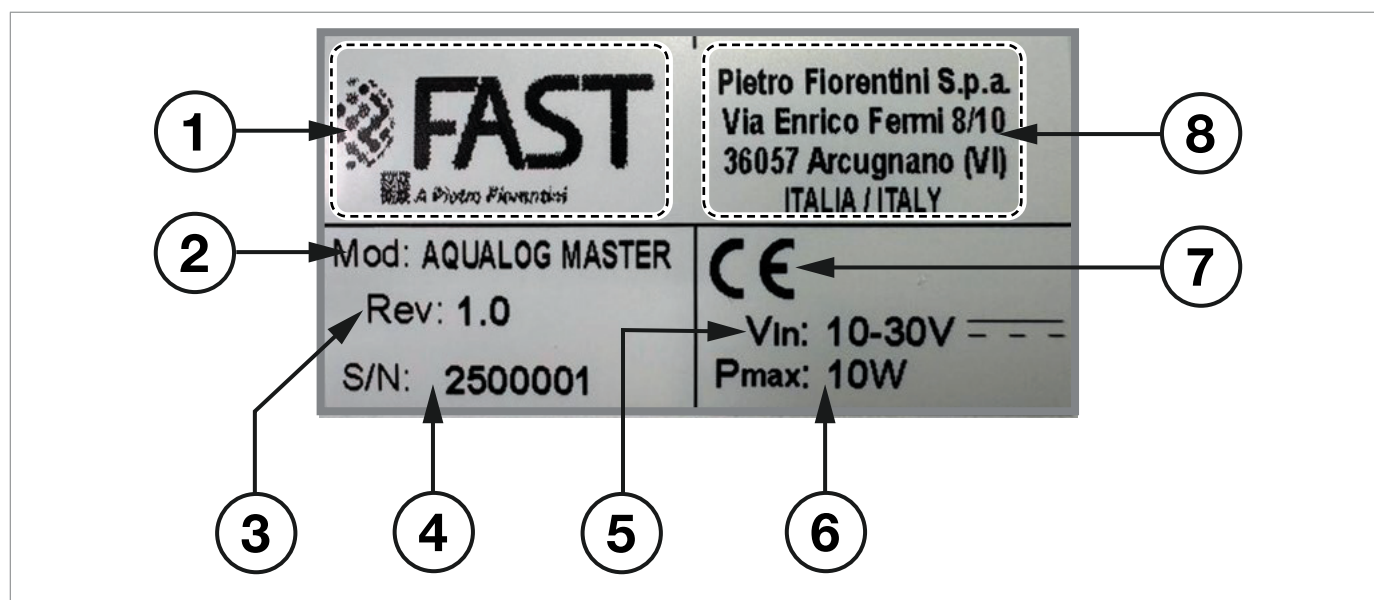 FAST
A Pietro Fiorentini
Pietro Fiorentini S.p.a.
Via Enrico Fermi 8/10
36057 Arcugnano (VI)
ITALIA / ITALY
Mod: AQUALOG MASTER
Rev: 1.0
S/N: 2500001
CE
Vin: 10-30V
Pmax: 10W
1
2
3
4
5
6
7
8